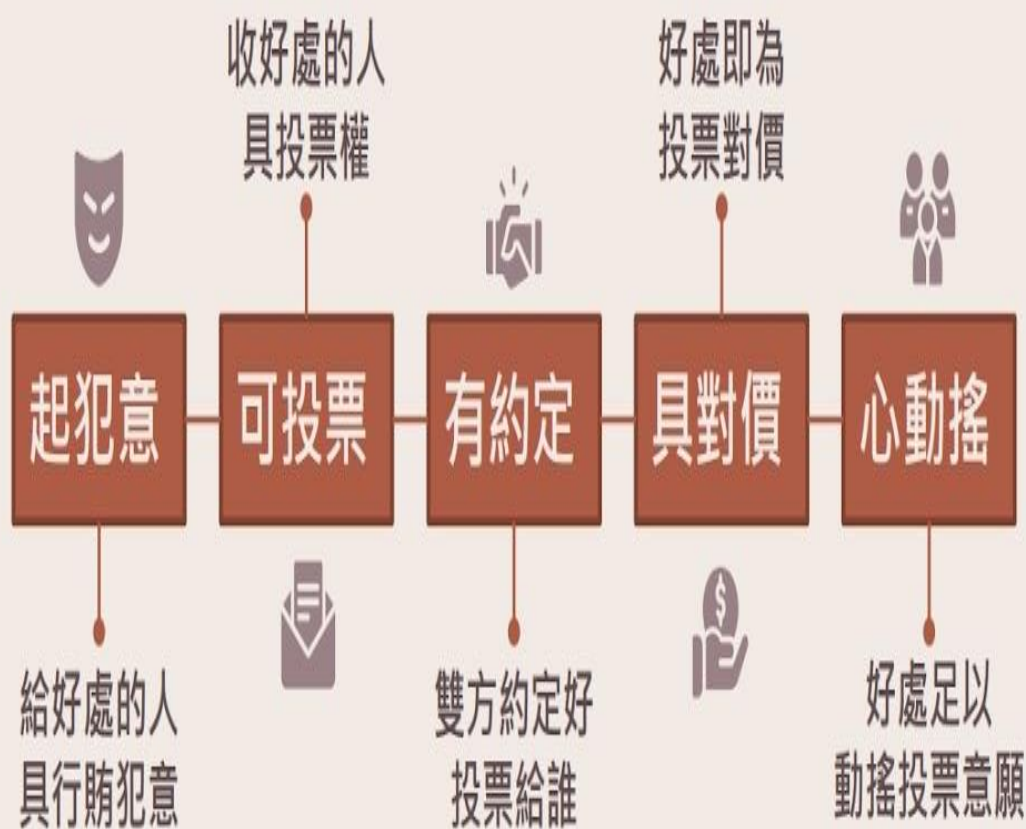 收好處的人
具投票權
好處即為
投票對價
起犯意
可投票
有約定
具對價
心動搖
給好處的人
具行賄犯意
雙方約定好
投票給誰
好處足以
動搖投票意願
$